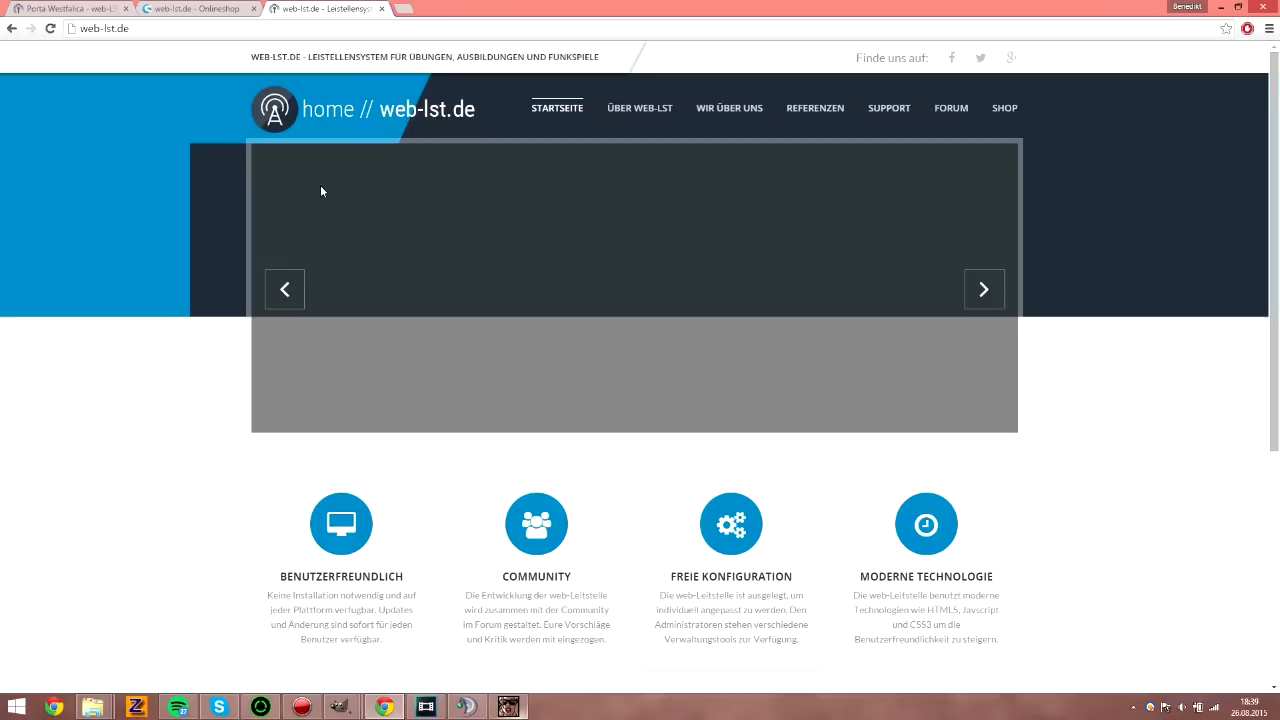 Porta Westfalica - web-LS
web-lst.de - Onlineshop
web-lst.de - Leistellensys
Benedikt
web-lst.de
WEB-LST.DE - LEISTELLENSYSTEM FÜR ÜBUNGEN, AUSBILDUNGEN UND FUNKSPIELE
Finde uns auf:
home // web-lst.de
STARTSEITE
ÜBER WEB-LST
WIR ÜBER UNS
REFERENZEN
SUPPORT
FORUM
SHOP
BENUTZERFREUNDLICH
Keine Installation notwendig und auf
jeder Plattform verfugbar. Updates
und Änderung sind sofort für jeden
Benutzer verfügbar.
COMMUNITY
Die Entwicklung der web-Leitstelle
wird zusammen mit der Community
im Forum gestaltet. Eure Vorschläge
und Kritik werden mit eingezogen.
FREIE KONFIGURATION
Die web-Leitstelle ist ausgelegt, um
individuell angepasst zu werden. Den
Administratoren stehen verschiedene
Verwaltungstools zur Verfügung.
MODERNE TECHNOLOGIE
Die web-Leitstelle benutzt moderne
Technologien wie HTML5, Javscript
und CSS3 um die
Benutzerfreundlichkeit zu steigern.
18:39
26.08.2015